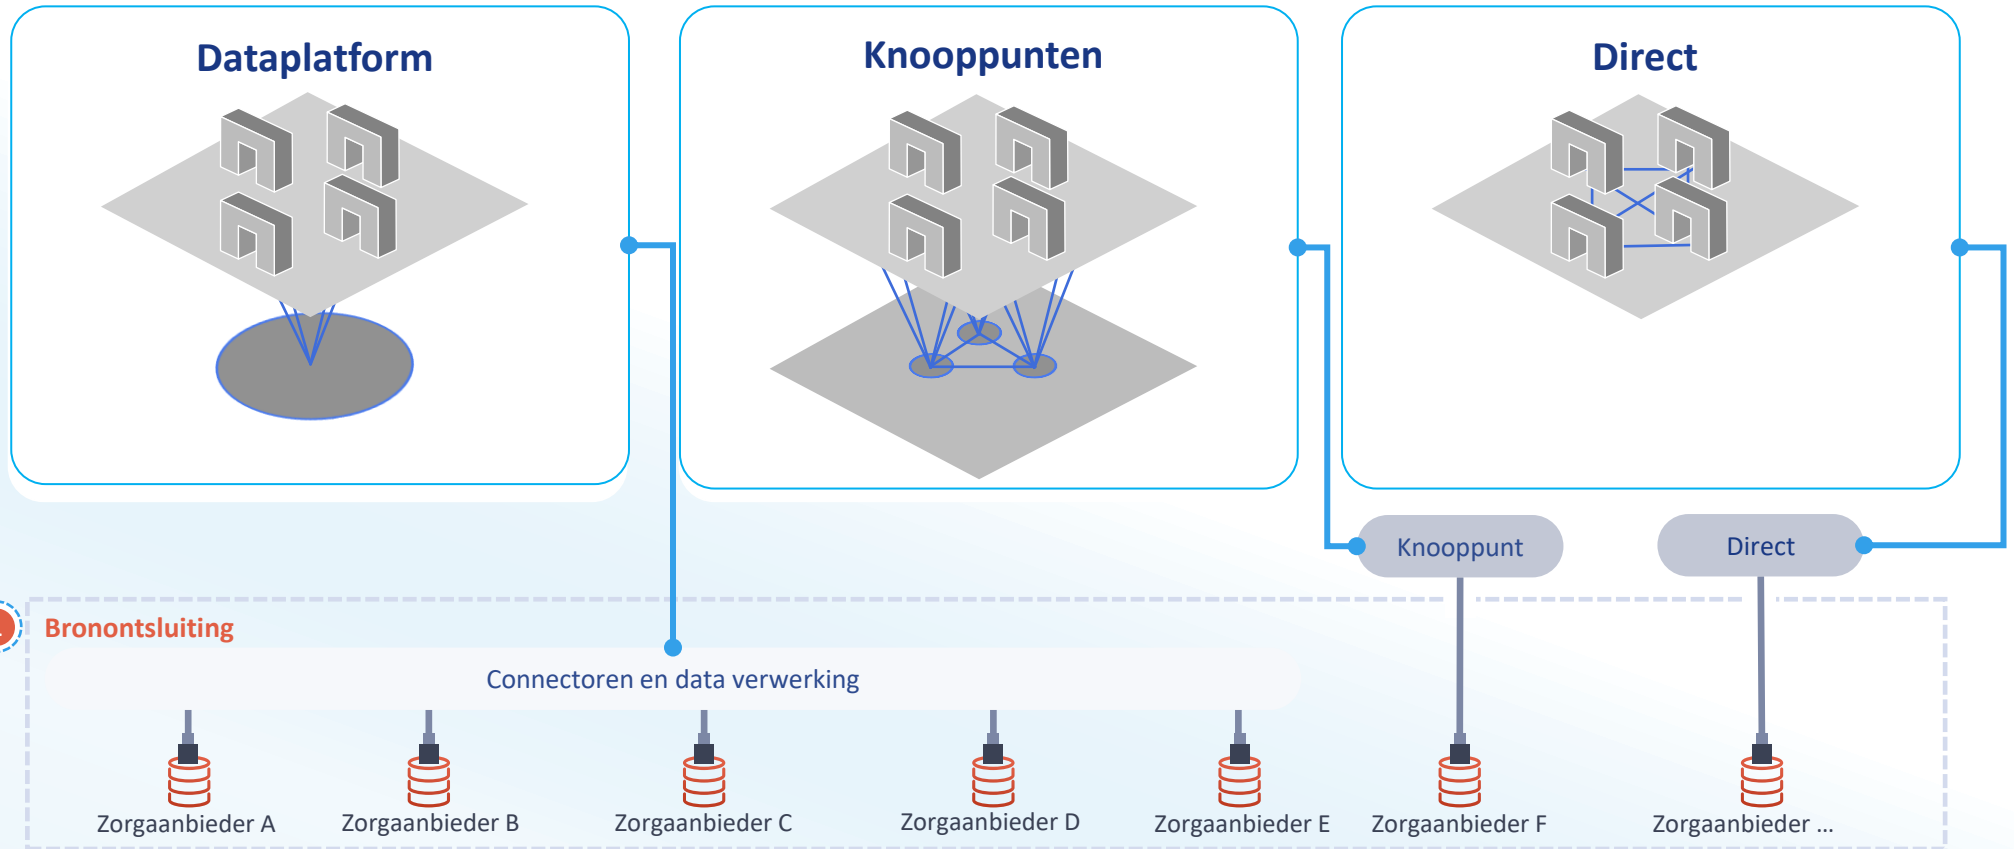 Dataplatform
Knooppunten
Direct
Knooppunt
Direct
Bronontsluiting
Connectoren en data verwerking
Zorgaanbieder A
Zorgaanbieder B
Zorgaanbieder C
Zorgaanbieder D
Zorgaanbieder E
Zorgaanbieder F
Zorgaanbieder ...